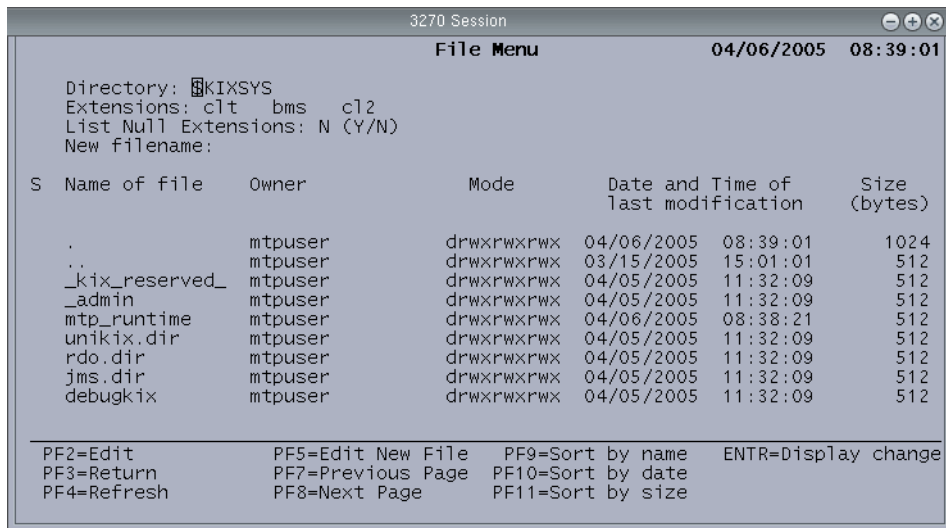 3270 Session
File Menu 04/06/2005 08:39:01
Directory: $KIXSYS
Extensions: clt bms cl2
List Null Extensions: N (Y/N)
New filename:
S Name of file Owner Mode Date and Time of Size
last modification (bytes)
. mtpuser drwxrwxrwx 04/06/2005 08:39:01 1024
.. mtpuser drwxrwxrwx 03/15/2005 15:01:01 512
_kix_reserved_ mtpuser drwxrwxrwx 04/05/2005 11:32:09 512
_admin mtpuser drwxrwxrwx 04/05/2005 11:32:09 512
mtp_runtime mtpuser drwxrwxrwx 04/06/2005 08:38:21 512
unikix.dir mtpuser drwxrwxrwx 04/05/2005 11:32:09 512
rdo.dir mtpuser drwxrwxrwx 04/05/2005 11:32:09 512
jms.dir mtpuser drwxrwxrwx 04/05/2005 11:32:09 512
debugkix mtpuser drwxrwxrwx 04/05/2005 11:32:09 512
PF2=Edit PF5=Edit New File PF9=Sort by name ENTR=Display change
PF3=Return PF7=Previous Page PF10=Sort by date
PF4=Refresh PF8=Next Page PF11=Sort by size